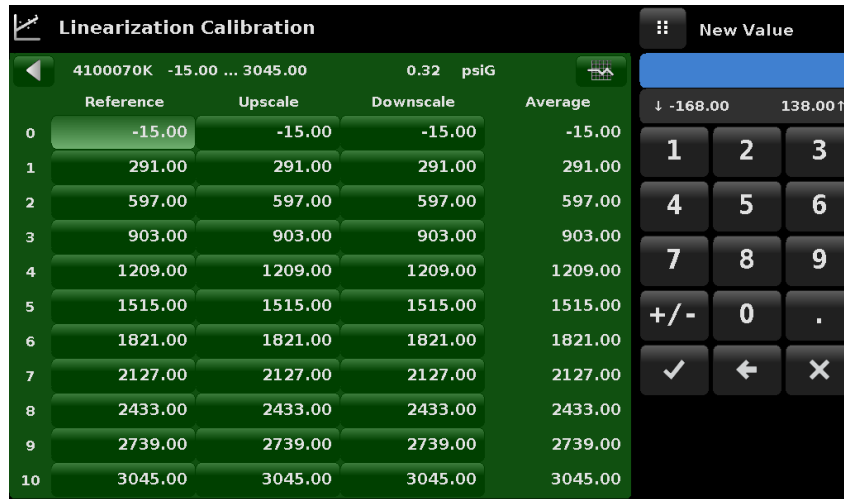 Linearization Calibration
New Value
4100070K -15.00 ... 3045.00 0.32 psiG
Reference Upscale Downscale Average
↓ -168.00 138.00↑
0 -15.00 -15.00 -15.00 -15.00
1 291.00 291.00 291.00 291.00
2 597.00 597.00 597.00 597.00
3 903.00 903.00 903.00 903.00
4 1209.00 1209.00 1209.00 1209.00
5 1515.00 1515.00 1515.00 1515.00
6 1821.00 1821.00 1821.00 1821.00
7 2127.00 2127.00 2127.00 2127.00
8 2433.00 2433.00 2433.00 2433.00
9 2739.00 2739.00 2739.00 2739.00
10 3045.00 3045.00 3045.00 3045.00
1 2 3
4 5 6
7 8 9
+/- 0 .